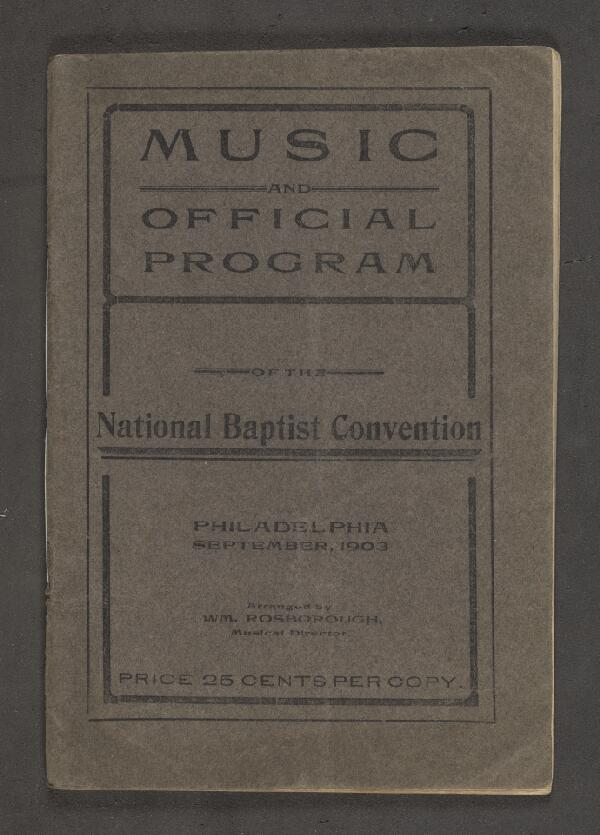 MUSIC
AND
OFFICIAL
PROGRAM
OF THE
National Baptist Convention
PHILADELPHIA
SEPTEMBER, 1903
Arranged by
WM. ROSBOROUGH,
Musical Director.
PRICE 25 CENTS PER COPY.